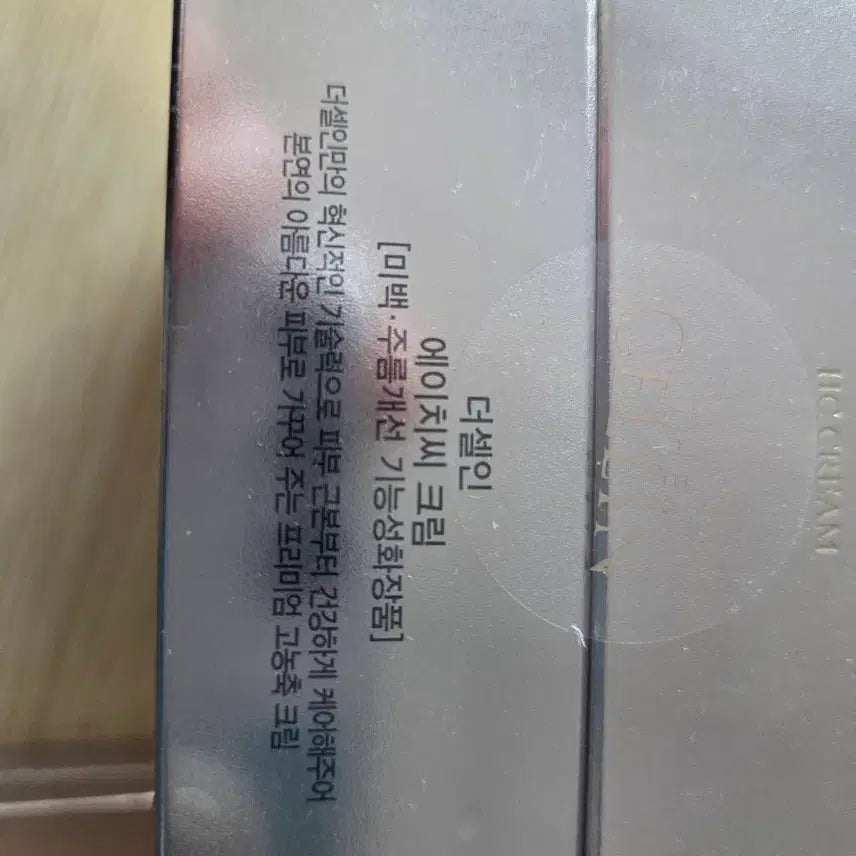 더셀인
에이치씨 크림
[미백·주름개선 기능성화장품]
더셀인만의 혁신적인 기술력으로 피부 근본부터 건강하게 케어해주어
본연의 아름다운 피부로 가꾸어 주는 프리미엄 고농축 크림
HC CREAM